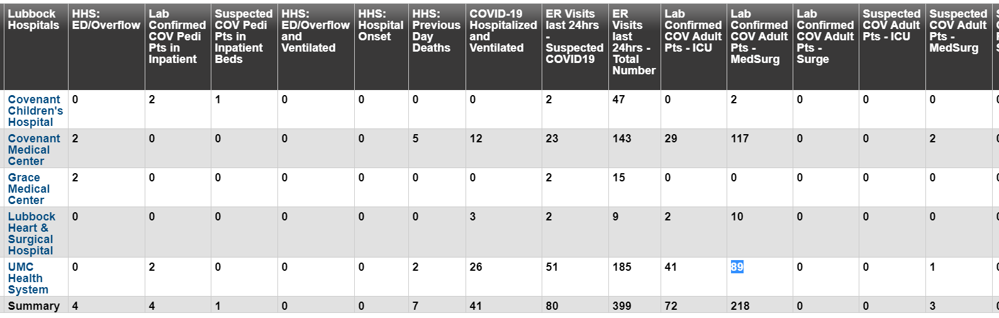 Lubbock Hospitals | HHS: ED/Overflow | Lab Confirmed COV Pedi Pts in Inpatient | Suspected COV Pedi Pts in Inpatient Beds | HHS: ED/Overflow and Ventilated | HHS: Hospital Onset | HHS: Previous Day Deaths | COVID-19 Hospitalized and Ventilated | ER Visits last 24hrs - Suspected COVID19 | ER Visits last 24hrs - Total Number | Lab Confirmed COV Adult Pts - ICU | Lab Confirmed COV Adult Pts - MedSurg | Lab Confirmed COV Adult Pts - Surge | Suspected COV Adult Pts - ICU | Suspected COV Adult Pts - MedSurg
Covenant Children's Hospital | 0 | 2 | 1 | 0 | 0 | 0 | 0 | 2 | 47 | 0 | 2 | 0 | 0 | 0
Covenant Medical Center | 2 | 0 | 0 | 0 | 0 | 5 | 12 | 23 | 143 | 29 | 117 | 0 | 0 | 2
Grace Medical Center | 2 | 0 | 0 | 0 | 0 | 0 | 0 | 2 | 15 | 0 | 0 | 0 | 0 | 0
Lubbock Heart & Surgical Hospital | 0 | 0 | 0 | 0 | 0 | 0 | 3 | 2 | 9 | 2 | 10 | 0 | 0 | 0
UMC Health System | 0 | 2 | 0 | 0 | 0 | 2 | 26 | 51 | 185 | 41 | 89 | 0 | 0 | 1
Summary | 4 | 4 | 1 | 0 | 0 | 7 | 41 | 80 | 399 | 72 | 218 | 0 | 0 | 3